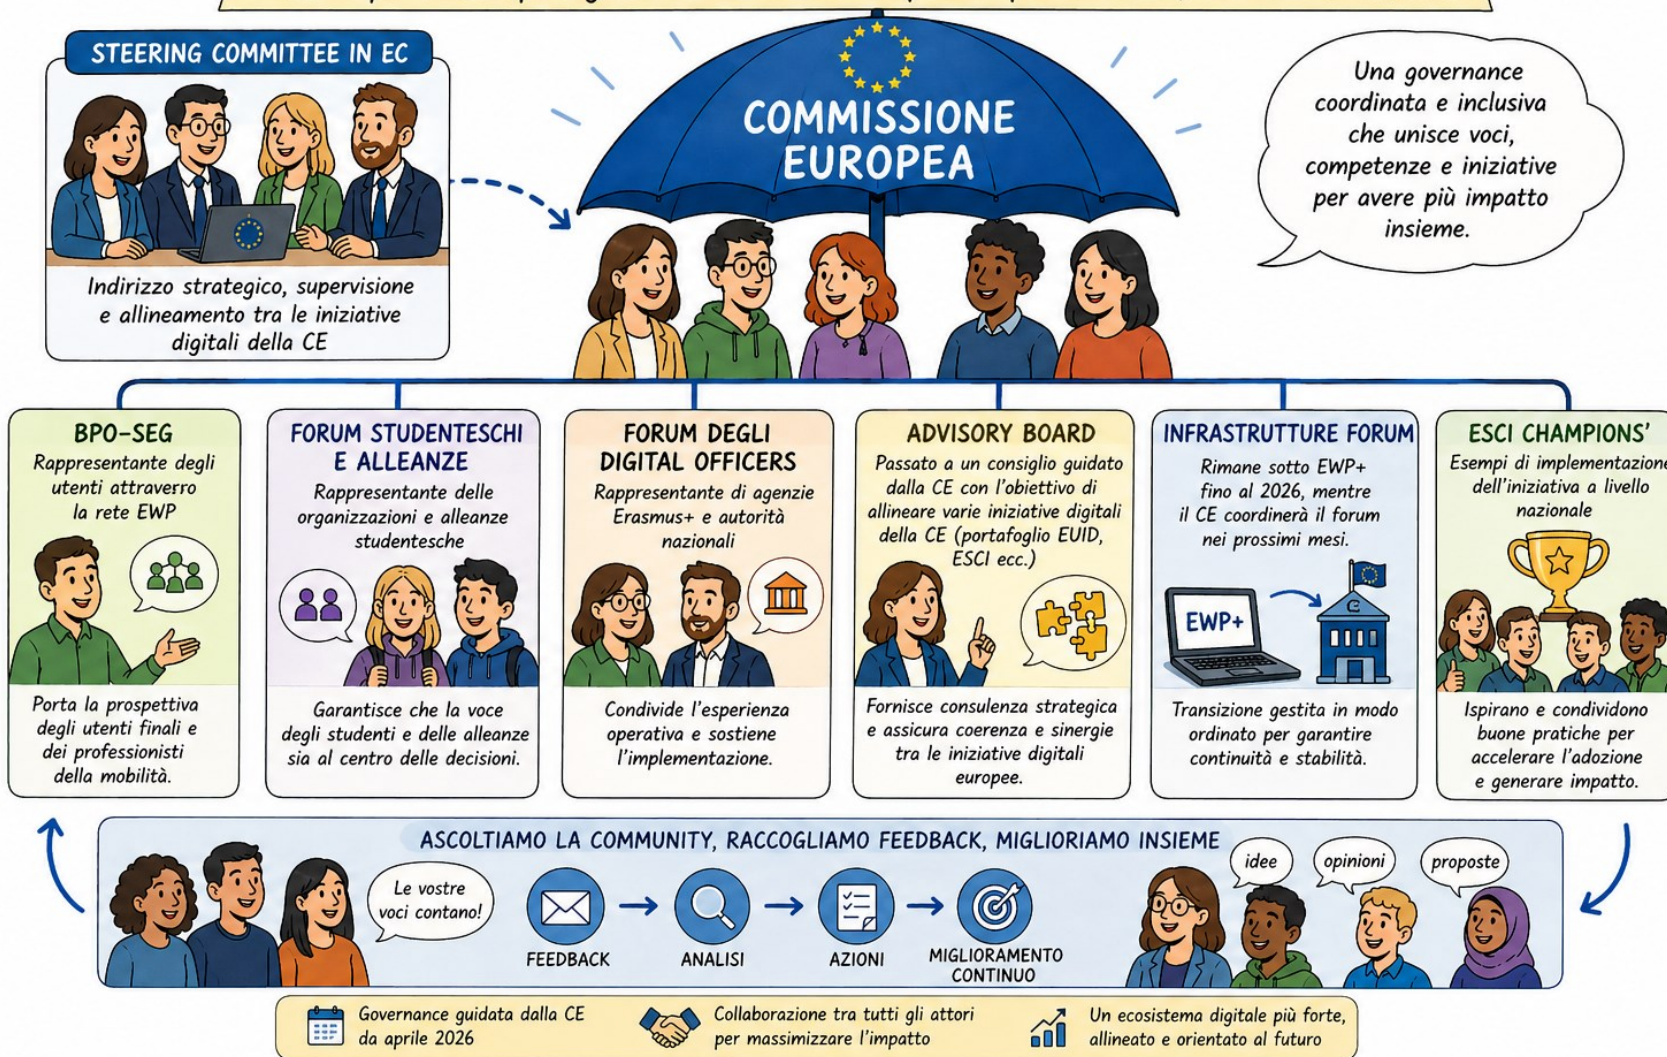 STEERING COMMITTEE IN EC
Indirizzo strategico, supervisione
e allineamento tra le iniziative
digitali della CE
COMMISSIONE
EUROPEA
Una governance
coordinata e inclusiva
che unisce voci,
competenze e iniziative
per avere più impatto
insieme.
BPO-SEG
Rappresentante degli
utenti attraverro
la rete EWP
Porta la prospettiva
degli utenti finali e
dei professionisti
della mobilità.
FORUM STUDENTESCHI
E ALLEANZE
Rappresentante delle
organizzazioni e alleanze
studentesche
Garantisce che la voce
degli studenti e delle alleanze
sia al centro delle decisioni.
FORUM DEGLI
DIGITAL OFFICERS
Rappresentante di agenzie
Erasmus+ e autorità
nazionali
Condivide l'esperienza
operativa e sostiene
l'implementazione.
ADVISORY BOARD
Passato a un consiglio guidato
dalla CE con l'obiettivo di
allineare varie iniziative digitali
della CE (portafoglio EUID,
ESCI ecc.)
Fornisce consulenza strategica
e assicura coerenza e sinergie
tra le iniziative digitali
europee.
INFRASTRUTTURE FORUM
Rimane sotto EWP+
fino al 2026, mentre
il CE coordinerà il forum
nei prossimi mesi.
EWP+
Transizione gestita in modo
ordinato per garantire
continuità e stabilità.
ESCI CHAMPIONS'
Esempi di implementazione
dell'iniziativa a livello
nazionale
Ispirano e condividono
buone pratiche per
accelerare l'adozione
e generare impatto.
ASCOLTIAMO LA COMMUNITY, RACCOGLIAMO FEEDBACK, MIGLIORIAMO INSIEME
Le vostre
voci contano!
FEEDBACK
ANALISI
AZIONI
MIGLIORAMENTO
CONTINUO
idee
opinioni
proposte
Governance guidata dalla CE
da aprile 2026
Collaborazione tra tutti gli attori
per massimizzare l'impatto
Un ecosistema digitale più forte,
allineato e orientato al futuro